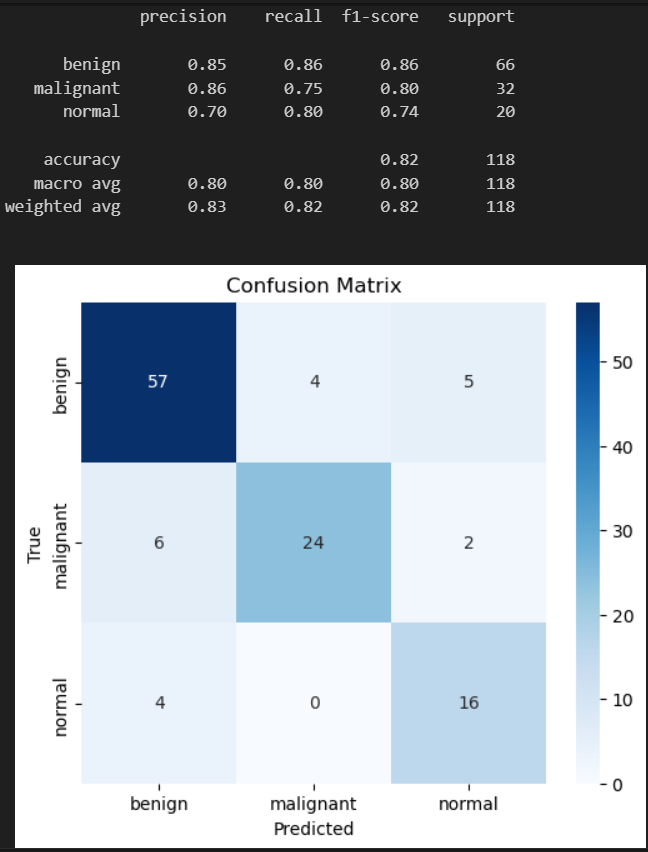 precision recall f1-score support
benign 0.85 0.86 0.86 66
malignant 0.86 0.75 0.80 32
normal 0.70 0.80 0.74 20
accuracy 0.82 118
macro avg 0.80 0.80 0.80 118
weighted avg 0.83 0.82 0.82 118
Confusion Matrix
benign 57 4 5
malignant 6 24 2
normal 4 0 16
True
benign malignant normal
Predicted
50
40
30
20
10
0